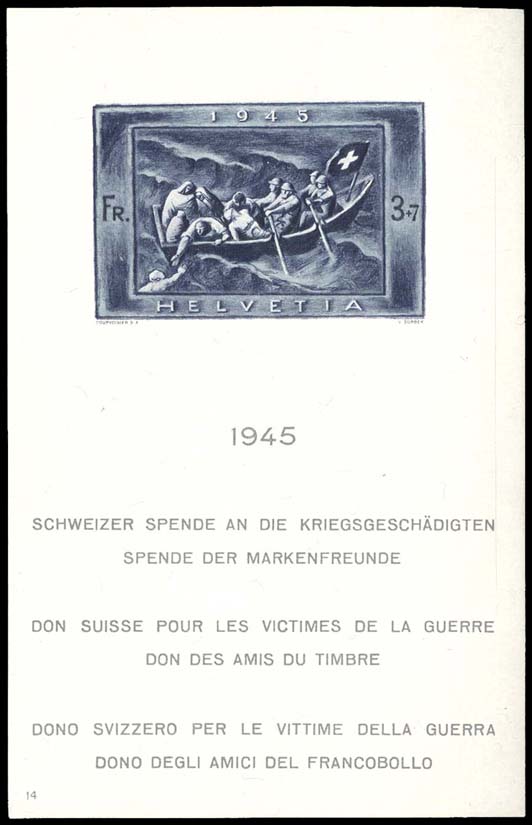 1945
FR. 3+7
HELVETIA
1945
SCHWEIZER SPENDE AN DIE KRIEGSGESCHÄDIGTEN
SPENDE DER MARKENFREUNDE
DON SUISSE POUR LES VICTIMES DE LA GUERRE
DON DES AMIS DU TIMBRE
DONO SVIZZERO PER LE VITTIME DELLA GUERRA
DONO DEGLI AMICI DEL FRANCOBOLLO
14